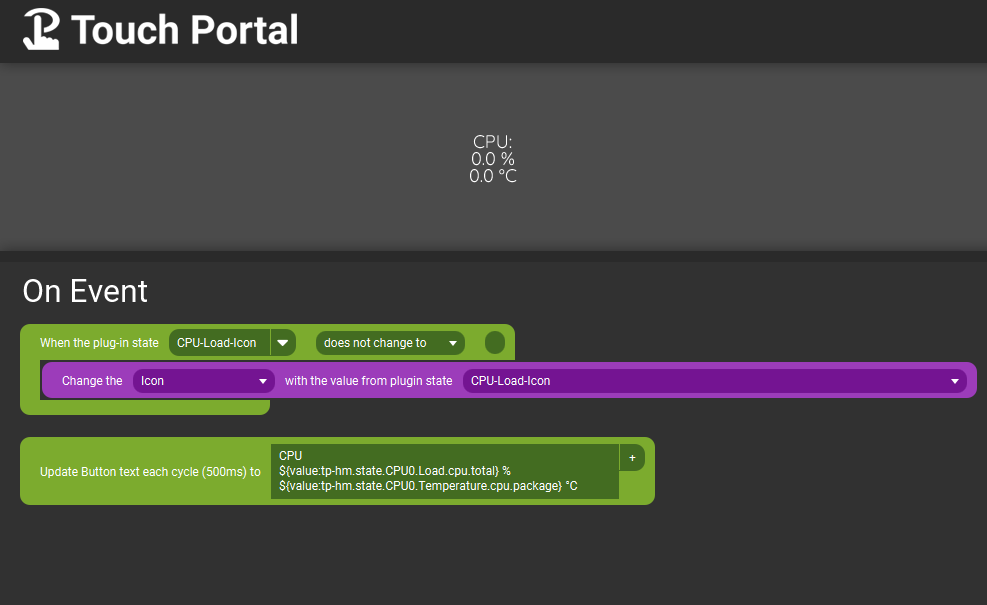 Touch Portal
CPU:
0.0 %
0.0 °C
On Event
When the plug-in state CPU-Load-Icon does not change to
Change the Icon with the value from plugin state CPU-Load-Icon
Update Button text each cycle (500ms) to
CPU
${value:tp-hm.state.CPU0.Load.cpu.total} %
${value:tp-hm.state.CPU0.Temperature.cpu.package} °C
+